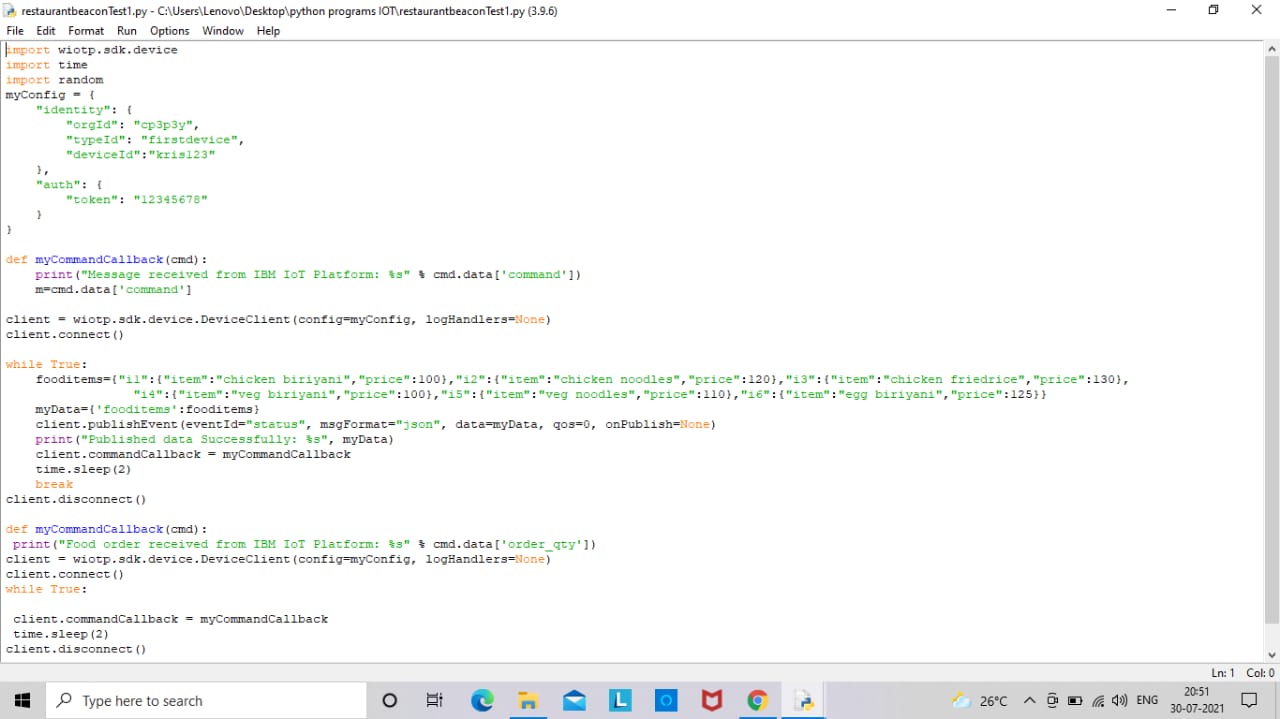 restaurantbeaconTest1.py - C:\Users\Lenovo\Desktop\python programs IOT\restaurantbeaconTest1.py (3.9.6)
File Edit Format Run Options Window Help
import wiotp.sdk.device
import time
import random
myConfig = {
    "identity": {
        "orgId": "cp3p3y",
        "typeId": "firstdevice",
        "deviceId":"kris123"
    },
    "auth": {
        "token": "12345678"
    }
}

def myCommandCallback(cmd):
    print("Message received from IBM IoT Platform: %s" % cmd.data['command'])
    m=cmd.data['command']

client = wiotp.sdk.device.DeviceClient(config=myConfig, logHandlers=None)
client.connect()

while True:
    fooditems={"i1":{"item":"chicken biriyani","price":100},"i2":{"item":"chicken noodles","price":120},"i3":{"item":"chicken friedrice","price":130},
                 "i4":{"item":"veg biriyani","price":100},"i5":{"item":"veg noodles","price":110},"i6":{"item":"egg biriyani","price":125}}
    myData={'fooditems':fooditems}
    client.publishEvent(eventId="status", msgFormat="json", data=myData, qos=0, onPublish=None)
    print("Published data Successfully: %s", myData)
    client.commandCallback = myCommandCallback
    time.sleep(2)
    break
client.disconnect()

def myCommandCallback(cmd):
 print("Food order received from IBM IoT Platform: %s" % cmd.data['order_qty'])
client = wiotp.sdk.device.DeviceClient(config=myConfig, logHandlers=None)
client.connect()
while True:

 client.commandCallback = myCommandCallback
 time.sleep(2)
client.disconnect()
Ln: 1 Col: 0
Type here to search
L
26°C
ENG
20:51
30-07-2021